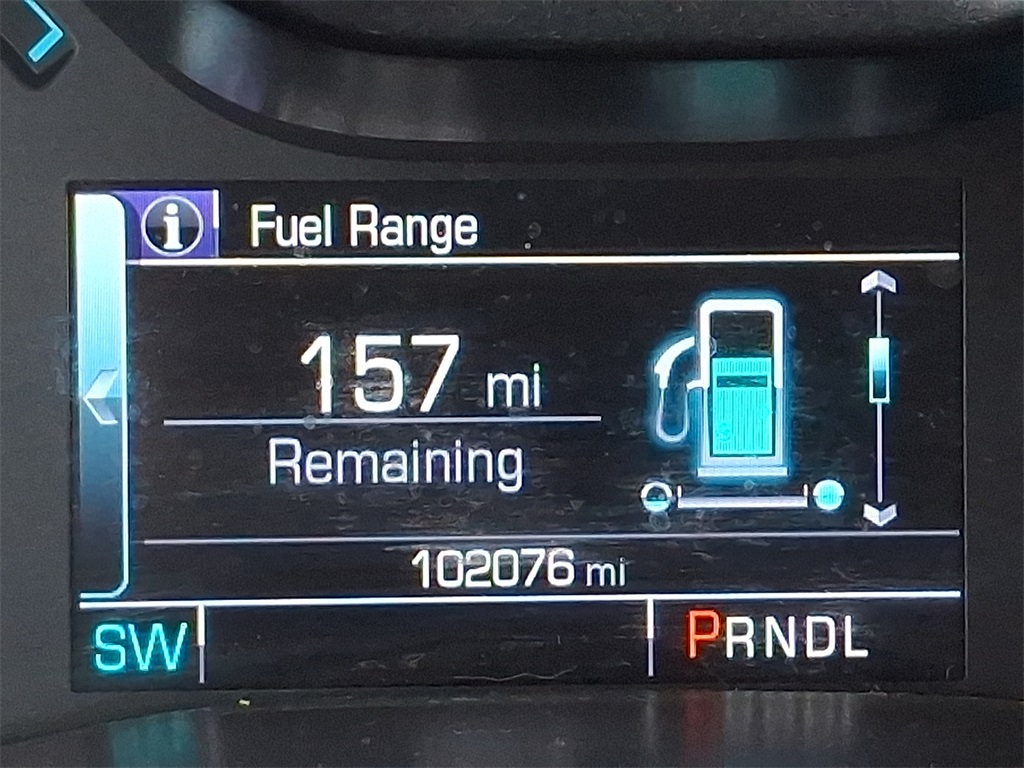 i Fuel Range
157 mi
Remaining
102076 mi
SW PRNDL